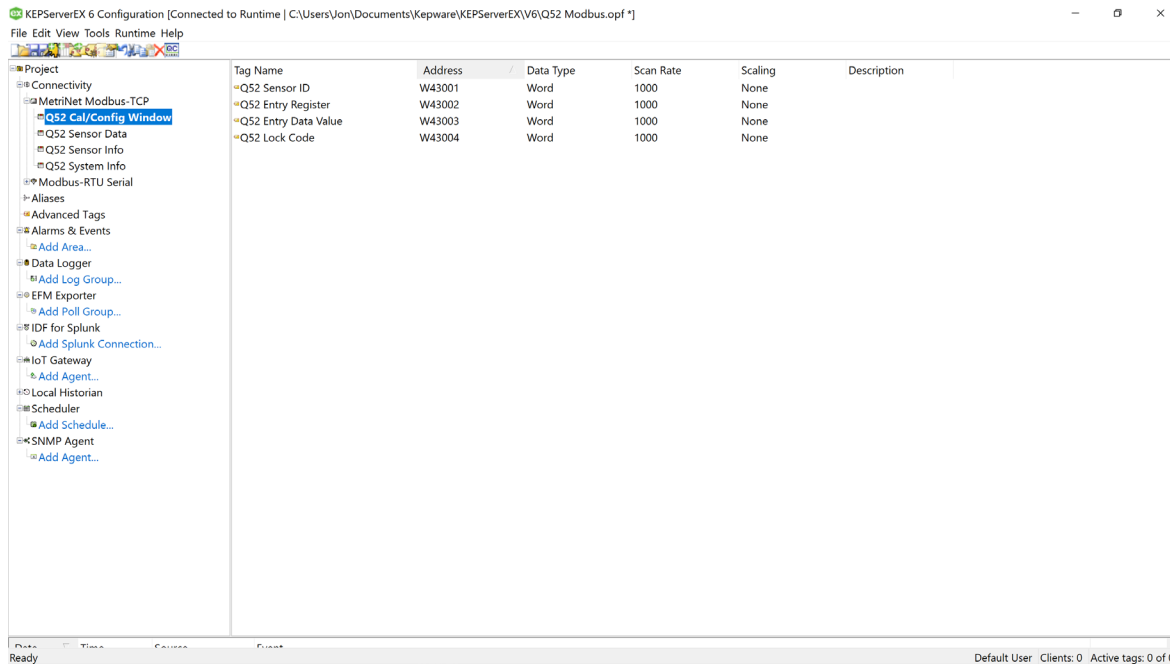 KEPServerEX 6 Configuration [Connected to Runtime | C:\Users\Jon\Documents\Kepware\KEPServerEX\V6\Q52 Modbus.opf *]
File Edit View Tools Runtime Help
Project
Connectivity
MetriNet Modbus-TCP
Q52 Cal/Config Window
Q52 Sensor Data
Q52 Sensor Info
Q52 System Info
Modbus-RTU Serial
Aliases
Advanced Tags
Alarms & Events
Add Area...
Data Logger
Add Log Group...
EFM Exporter
Add Poll Group...
IDF for Splunk
Add Splunk Connection...
IoT Gateway
Add Agent...
Local Historian
Scheduler
Add Schedule...
SNMP Agent
Add Agent...
Tag Name Address Data Type Scan Rate Scaling Description
Q52 Sensor ID W43001 Word 1000 None
Q52 Entry Register W43002 Word 1000 None
Q52 Entry Data Value W43003 Word 1000 None
Q52 Lock Code W43004 Word 1000 None
Date Time Source Event
Ready Default User Clients: 0 Active tags: 0 of